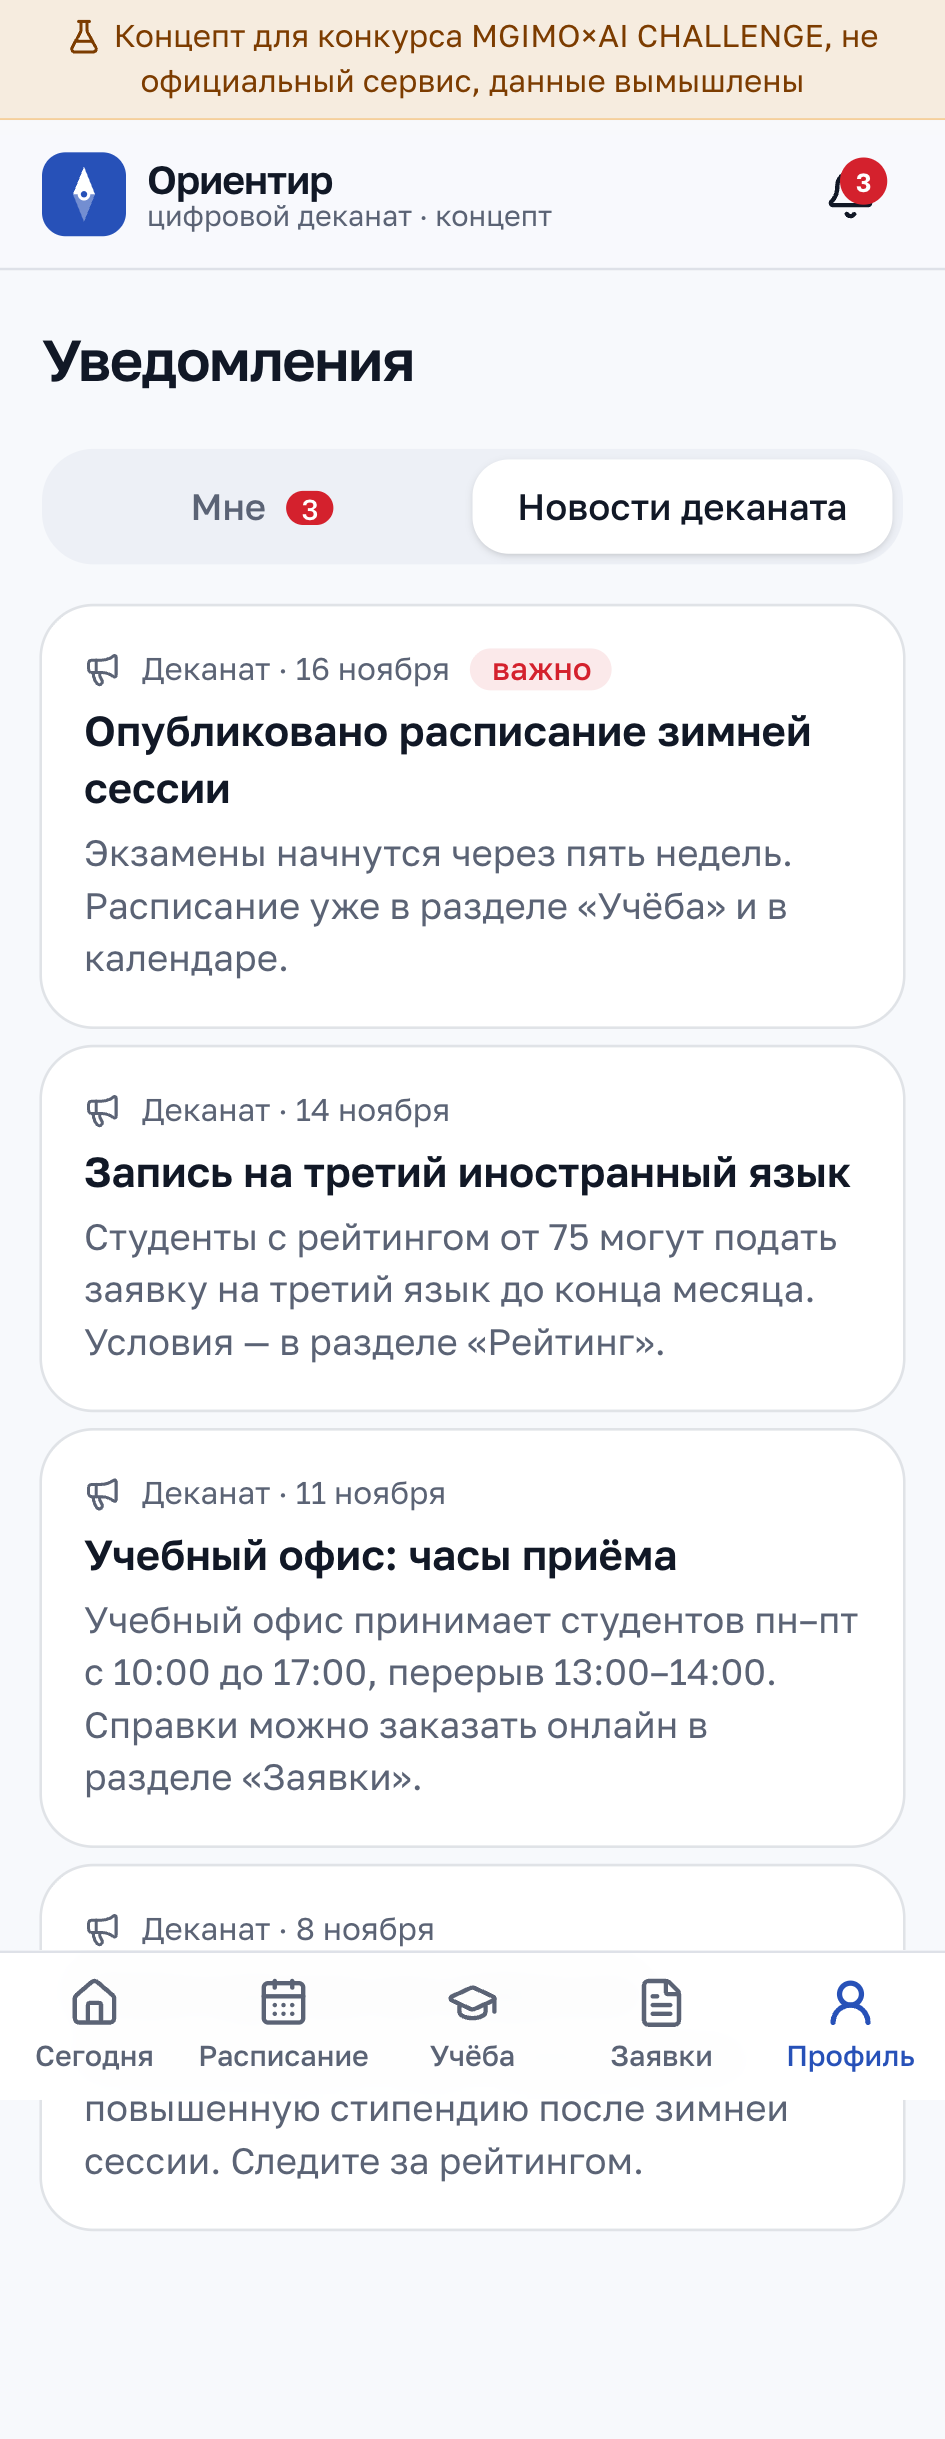 Концепт для конкурса MGIMO×AI CHALLENGE, не
официальный сервис, данные вымышлены
Ориентир
цифровой деканат · концепт
3
Уведомления
Мне 3
Новости деканата
Деканат · 16 ноября важно
Опубликовано расписание зимней
сессии
Экзамены начнутся через пять недель.
Расписание уже в разделе «Учёба» и в
календаре.
Деканат · 14 ноября
Запись на третий иностранный язык
Студенты с рейтингом от 75 могут подать
заявку на третий язык до конца месяца.
Условия — в разделе «Рейтинг».
Деканат · 11 ноября
Учебный офис: часы приёма
Учебный офис принимает студентов пн–пт
с 10:00 до 17:00, перерыв 13:00–14:00.
Справки можно заказать онлайн в
разделе «Заявки».
Деканат · 8 ноября
Сегодня
Расписание
Учёба
Заявки
Профиль
повышенную стипендию после зимней
сессии. Следите за рейтингом.